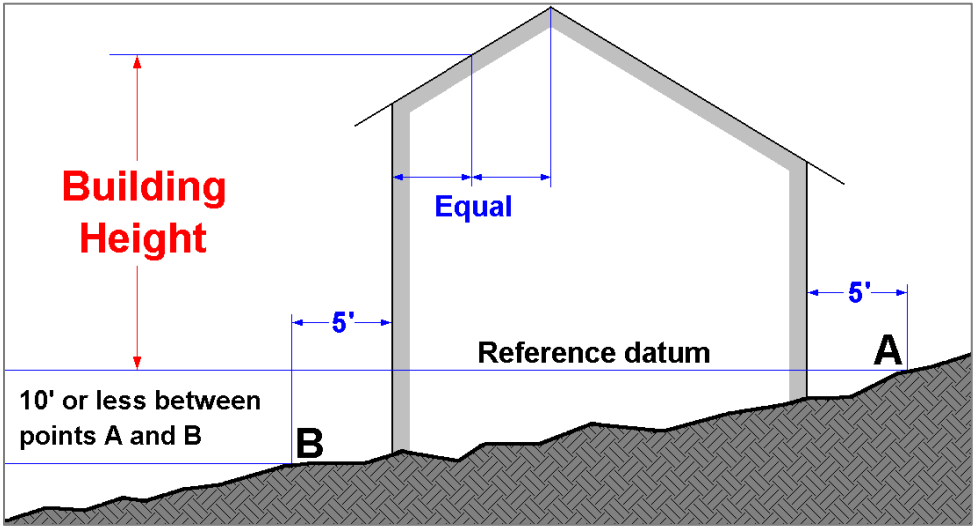 Building
Height
Equal
5'
5'
Reference datum
A
10' or less between
points A and B
B